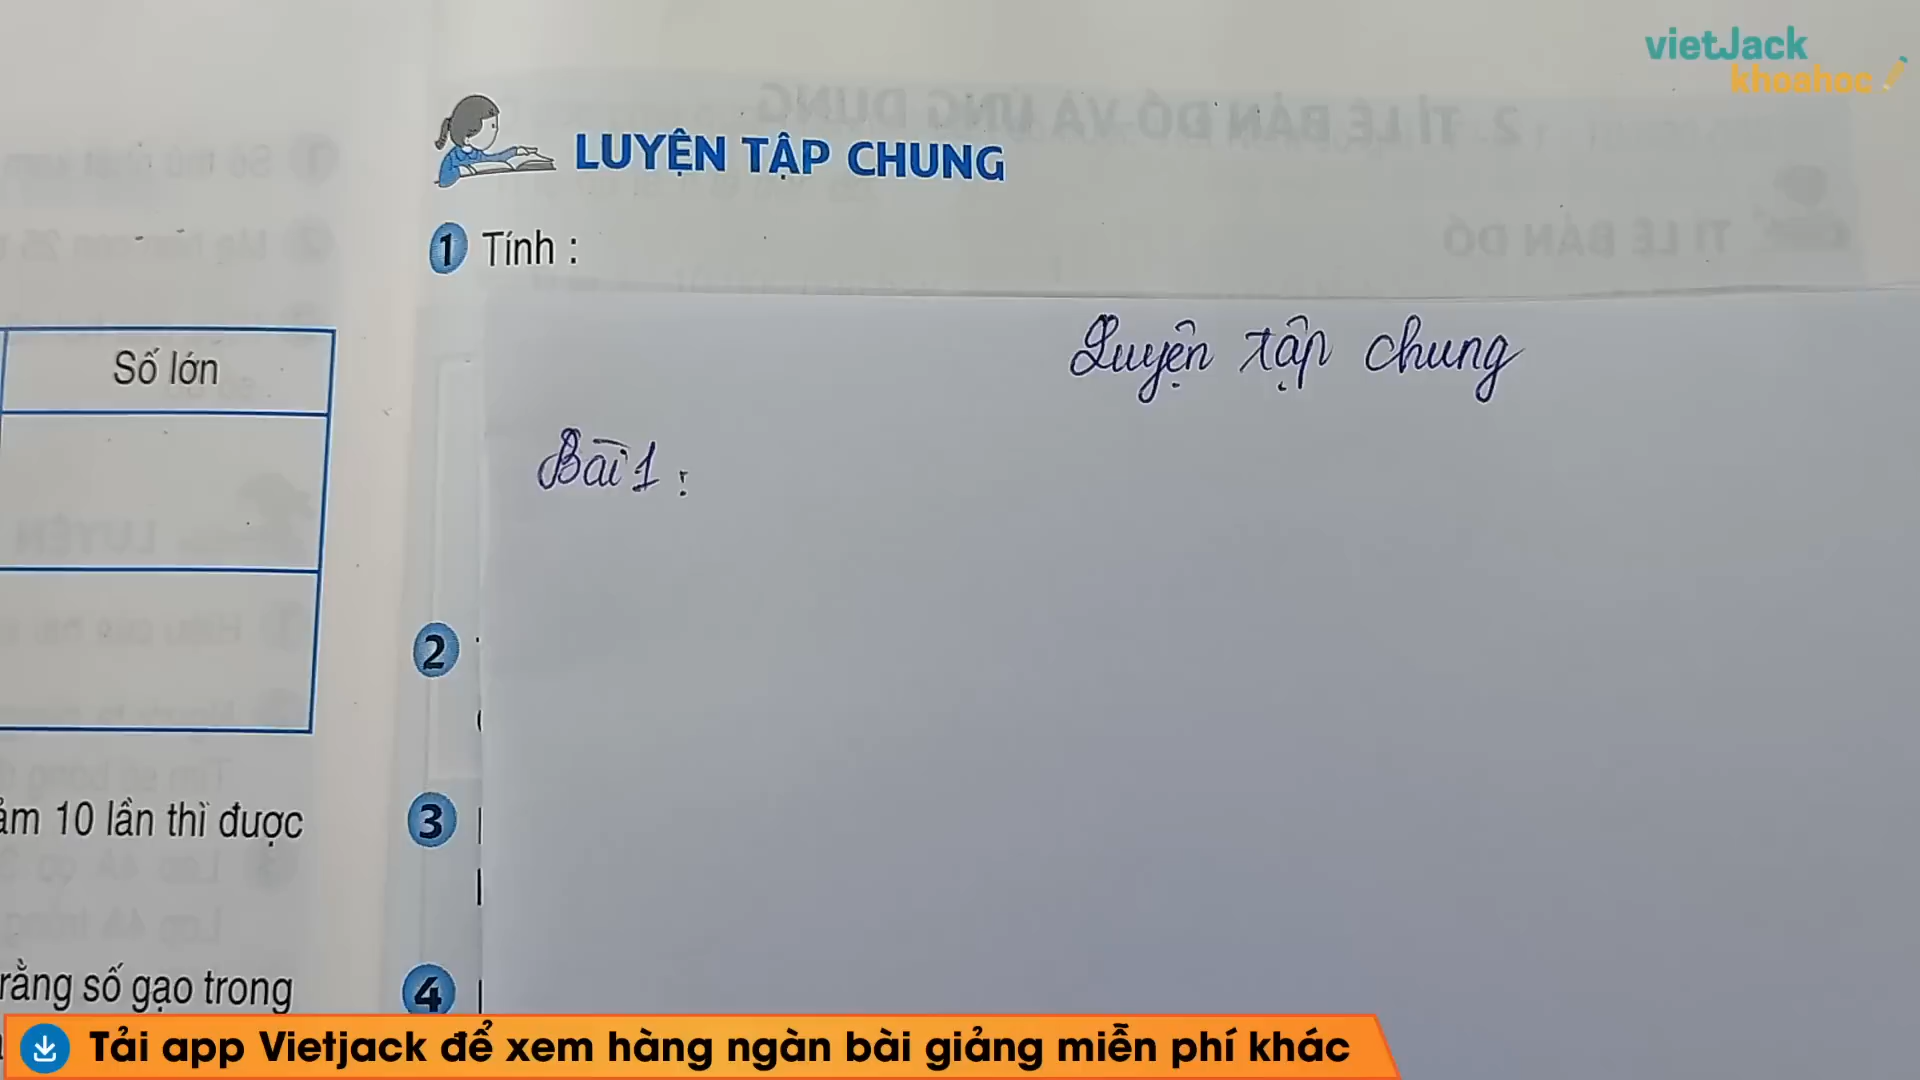 vietJack
khoahoc
LUYỆN TẬP CHUNG
1 Tính :
Luyện tập chung
Bài 1 :
Số lớn
2
ảm 10 lần thì được
3
rằng số gạo trong
4
Tải app Vietjack để xem hàng ngàn bài giảng miễn phí khác